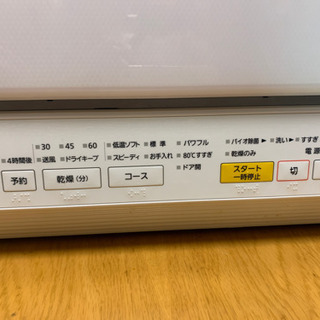 ■30 ■45 ■60 ■低温ソフト ■標準 ■パワフル ■バイオ除菌▶■洗い▶■すすぎ
■4時間後 ■送風 ■ドライキープ ■スピーディ ■お手入れ ■80℃すすぎ ■乾燥のみ
■ドア開 電源
予約 乾燥(分) コース スタート 一時停止 切